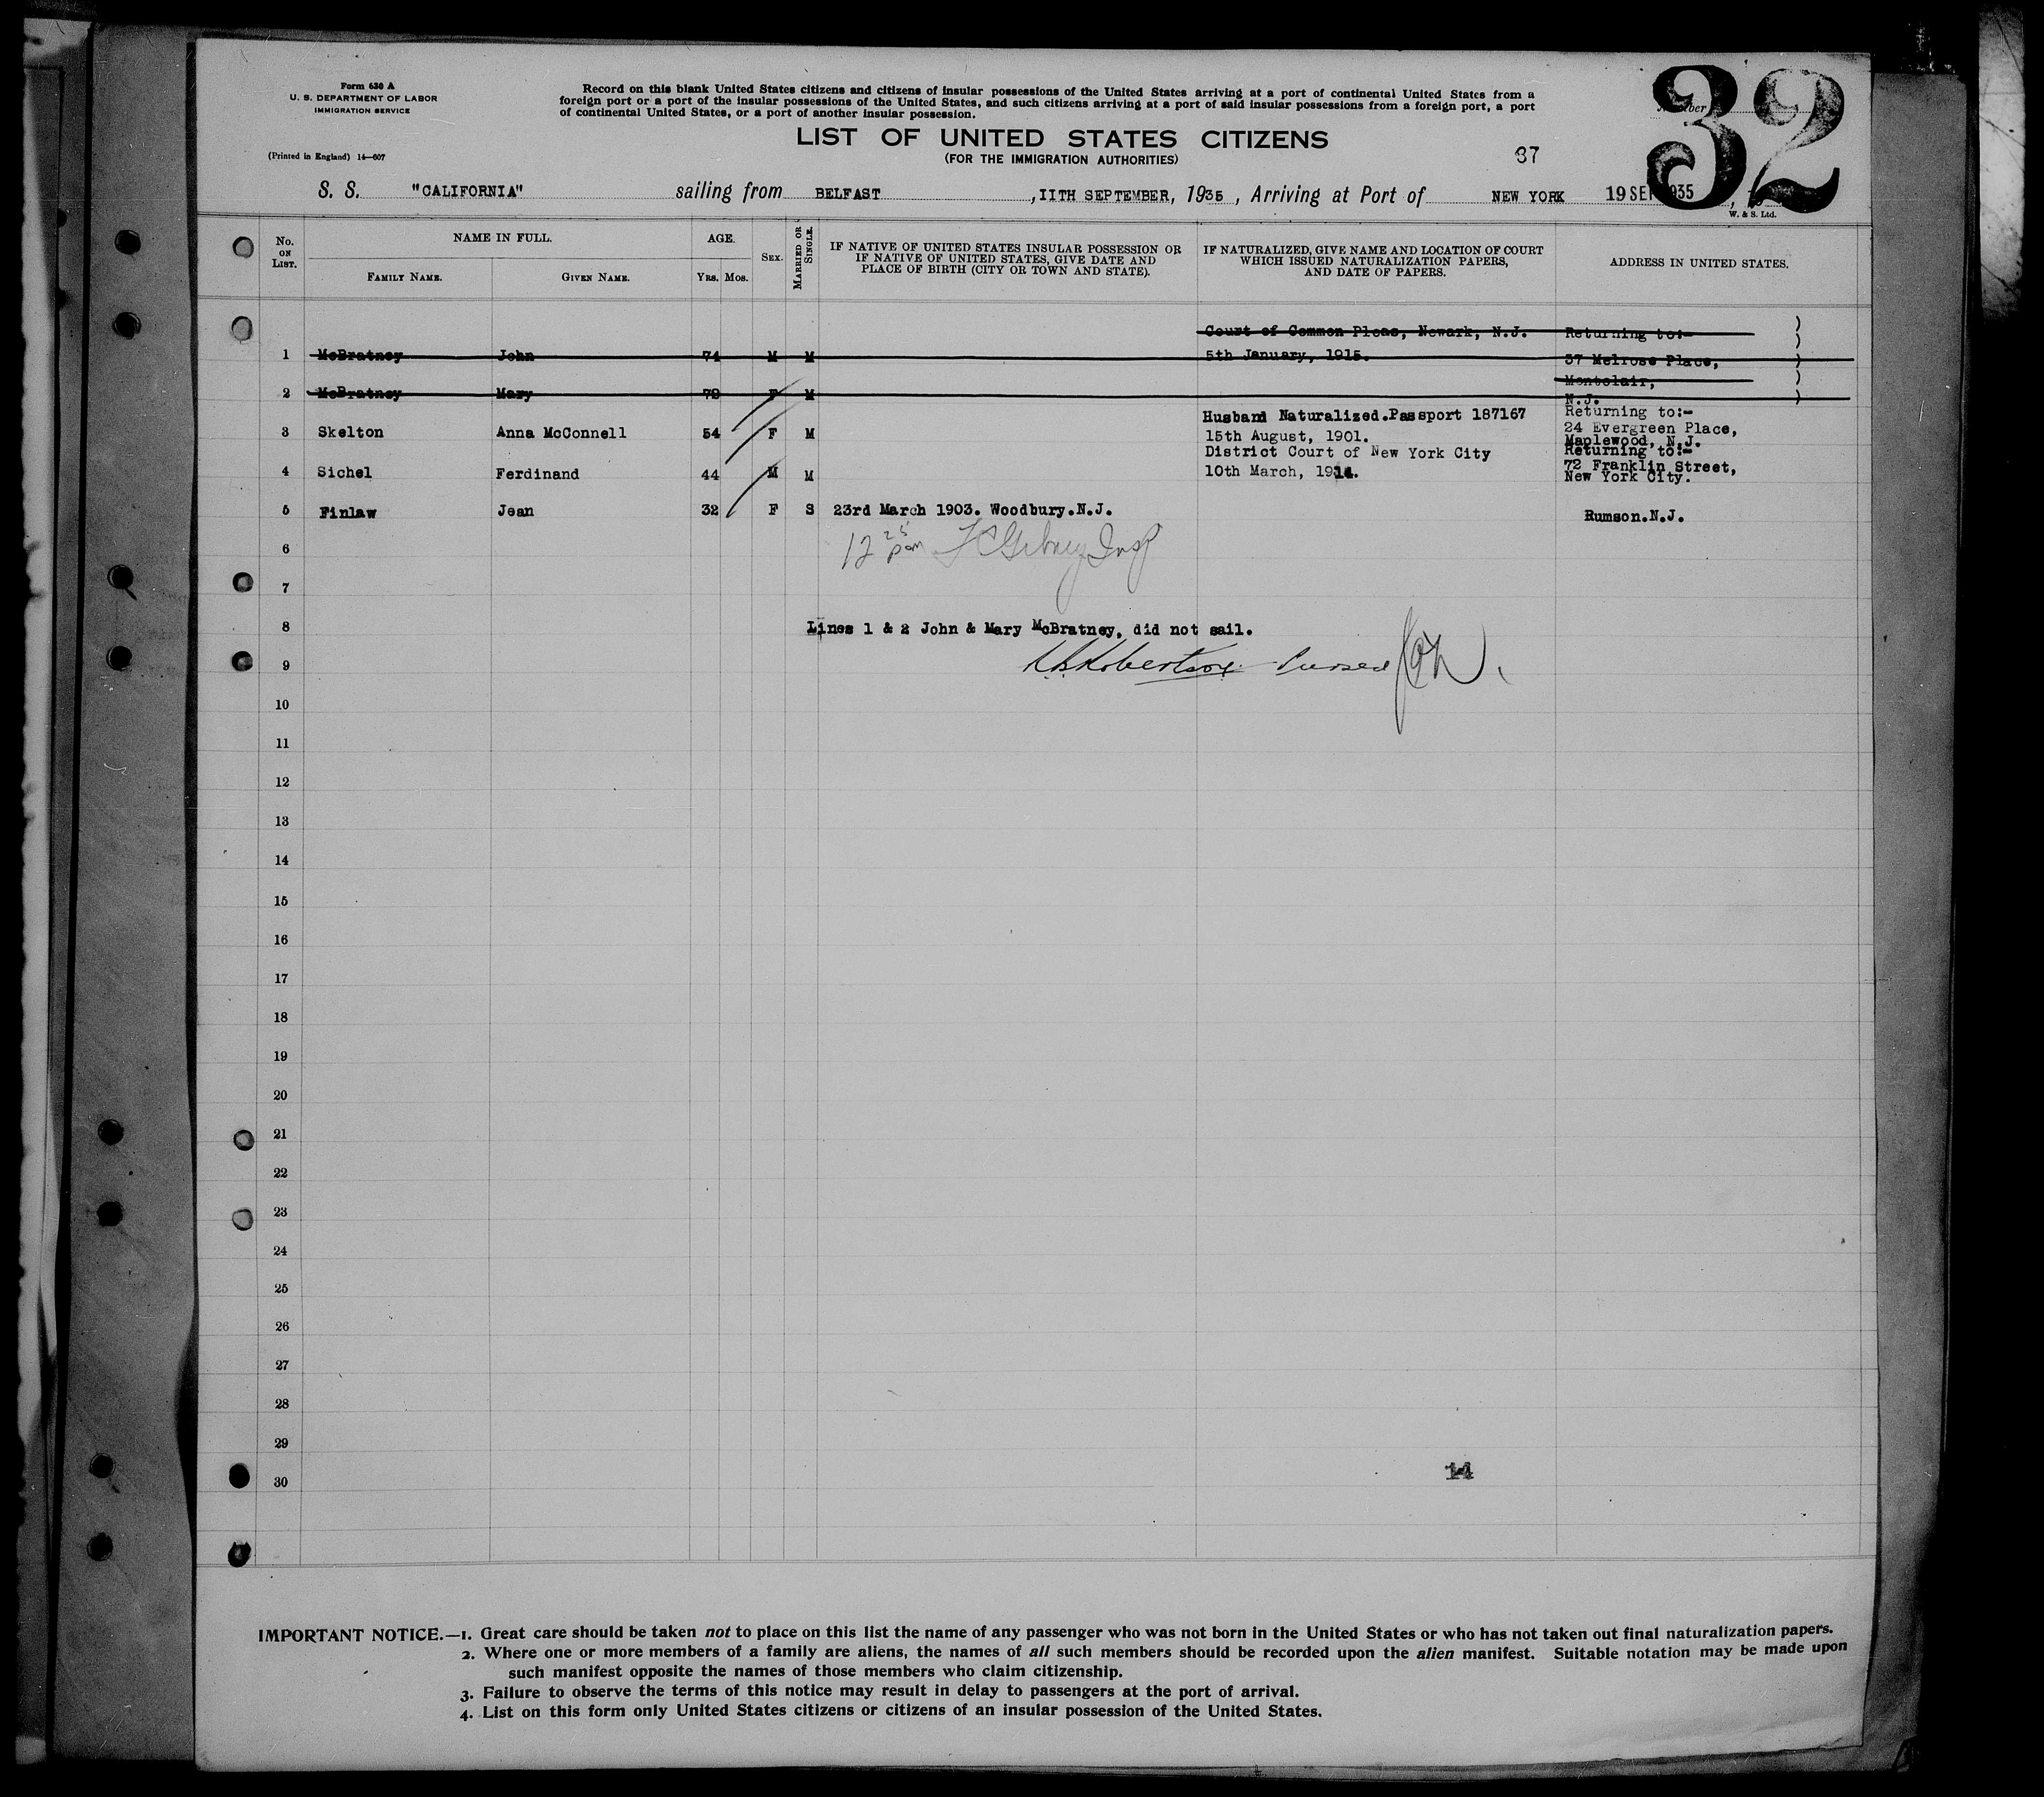 Form 630 A
U. S. DEPARTMENT OF LABOR
IMMIGRATION SERVICE
(Printed in England) 14—607
Record on this blank United States citizens and citizens of insular possessions of the United States arriving at a port of continental United States from a
foreign port or a port of the insular possessions of the United States, and such citizens arriving at a port of said insular possessions from a foreign port, a port
of continental United States, or a port of another insular possession.
32
LIST OF UNITED STATES CITIZENS
(FOR THE IMMIGRATION AUTHORITIES)
37
S. S. "CALIFORNIA" sailing from BELFAST , 11TH SEPTEMBER, 1935 , Arriving at Port of NEW YORK 19 SEP 1935
W. & S. Ltd.
No. ON LIST. NAME IN FULL. AGE. SEX. MARRIED OR SINGLE. IF NATIVE OF UNITED STATES INSULAR POSSESSION OR IF NATIVE OF UNITED STATES, GIVE DATE AND PLACE OF BIRTH (CITY OR TOWN AND STATE). IF NATURALIZED, GIVE NAME AND LOCATION OF COURT WHICH ISSUED NATURALIZATION PAPERS, AND DATE OF PAPERS. ADDRESS IN UNITED STATES.
FAMILY NAME. GIVEN NAME. YRS. MOS.
Court of Common Pleas, Newark, N.J. Returning to:-
1 McBratney John 74 M M 5th January, 1915. 37 Melrose Place,
Montclair,
2 McBratney Mary F M N.J.
Husband Naturalized.Passport 187167 Returning to:-
3 Skelton Anna McConnell 54 F M 15th August, 1901. 24 Evergreen Place,
Maplewood, N.J.
District Court of New York City Returning to:-
4 Sichel Ferdinand 44 M M 10th March, 1914. 72 Franklin Street,
New York City.
5 Finlaw Jean 32 F S 23rd March 1903. Woodbury.N.J. Rumson.N.J.
12 25 pm Insp
6
7
8 Lines 1 & 2 John & Mary McBratney, did not sail.
9 Robertson Purser
10
11
12
13
14
15
16
17
18
19
20
21
22
23
24
25
26
27
28
29
14
30
IMPORTANT NOTICE.—1. Great care should be taken not to place on this list the name of any passenger who was not born in the United States or who has not taken out final naturalization papers.
2. Where one or more members of a family are aliens, the names of all such members should be recorded upon the alien manifest. Suitable notation may be made upon
such manifest opposite the names of those members who claim citizenship.
3. Failure to observe the terms of this notice may result in delay to passengers at the port of arrival.
4. List on this form only United States citizens or citizens of an insular possession of the United States.